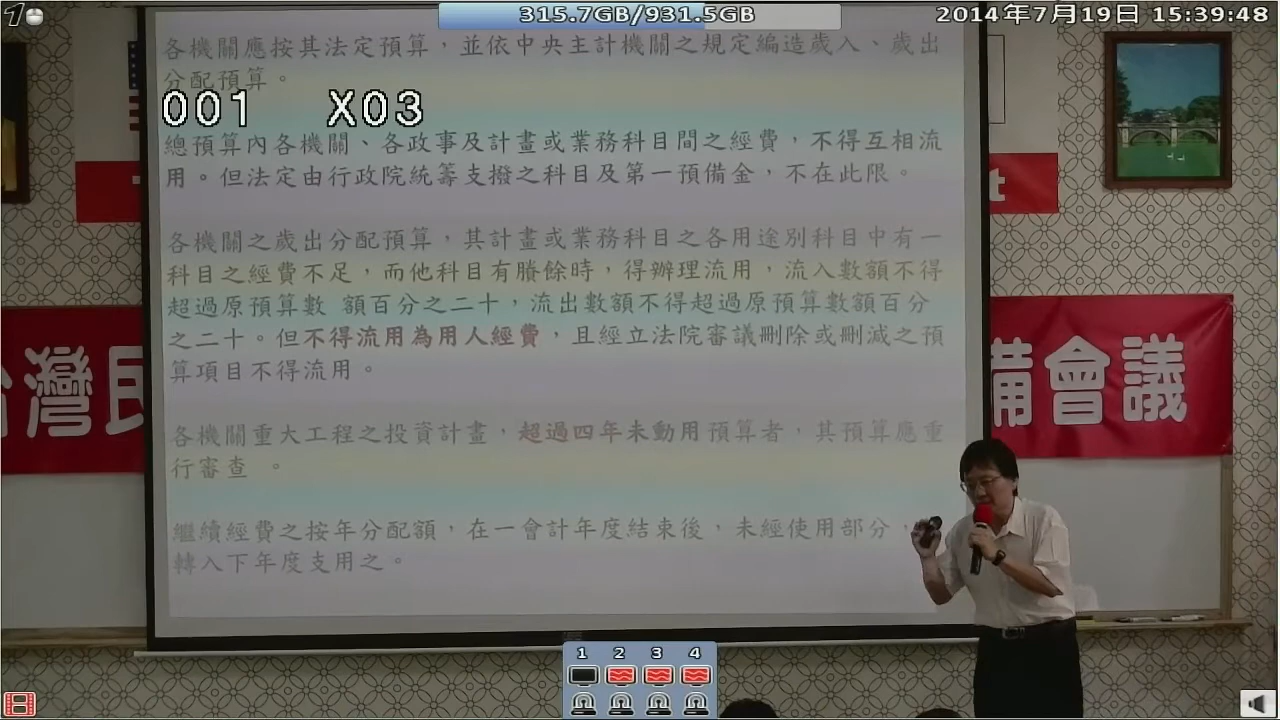 315.7GB/931.5GB
2014年7月19日 15:39:48
各機關應按其法定預算，並依中央主計機關之規定編造歲入、歲出
分配預算。
001 X03
總預算內各機關、各政事及計畫或業務科目間之經費，不得互相流
用。但法定由行政院統籌支撥之科目及第一預備金，不在此限。
各機關之歲出分配預算，其計畫或業務科目之各用途別科目中有一
科目之經費不足，而他科目有賸餘時，得辦理流用，流入數額不得
超過原預算數 額百分之二十，流出數額不得超過原預算數額百分
之二十。但不得流用為用人經費，且經立法院審議刪除或刪減之預
算項目不得流用。
各機關重大工程之投資計畫，超過四年未動用預算者，其預算應重
行審查 。
繼續經費之按年分配額，在一會計年度結束後，未經使用部分，
轉入下年度支用之。
t
台灣民
備會議
1 2 3 4